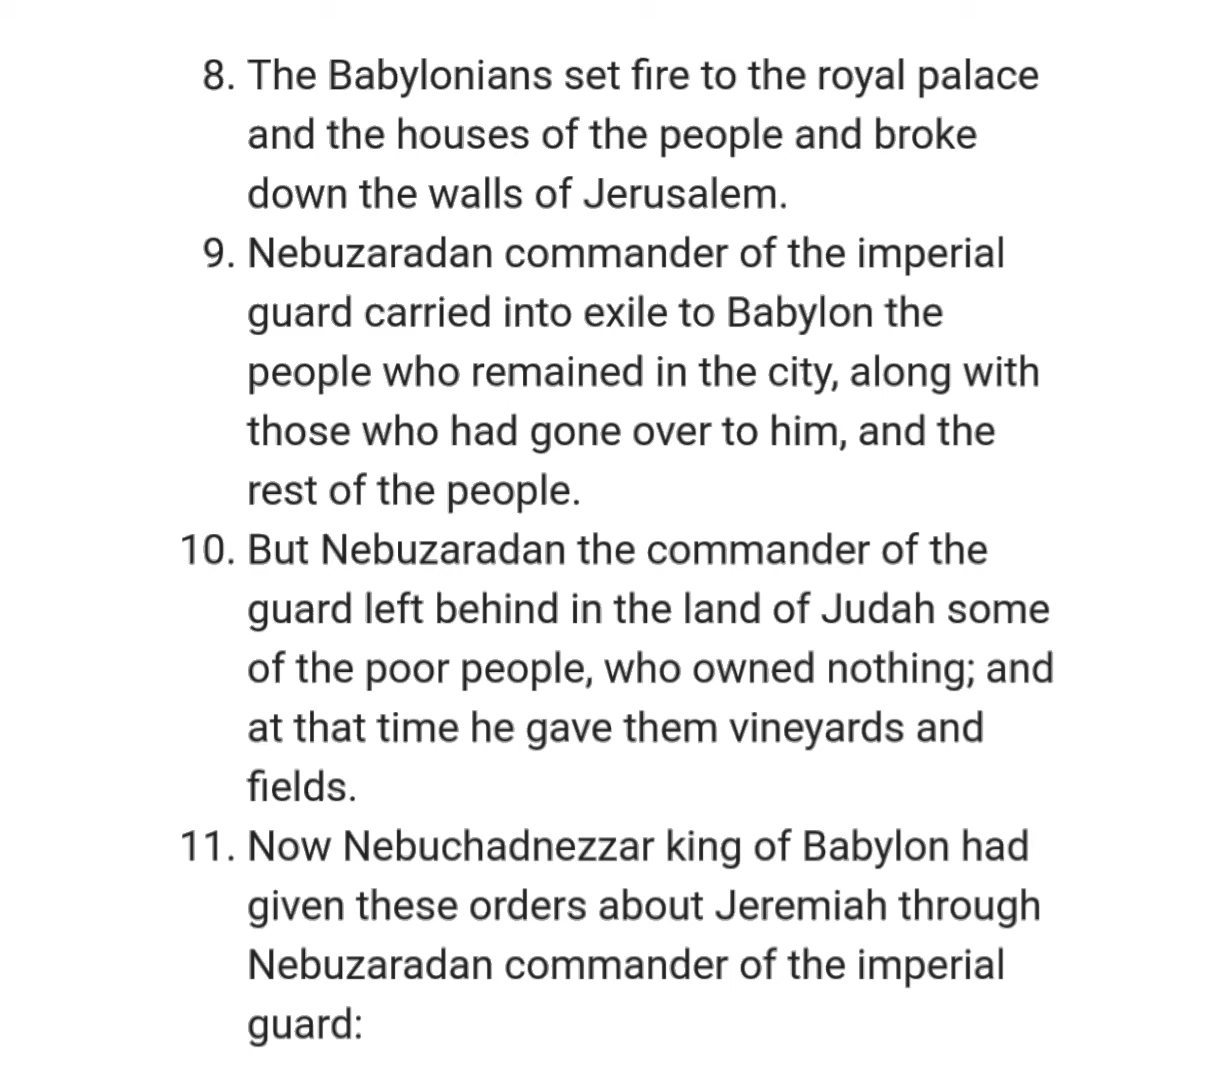 8. The Babylonians set fire to the royal palace
and the houses of the people and broke
down the walls of Jerusalem.
9. Nebuzaradan commander of the imperial
guard carried into exile to Babylon the
people who remained in the city, along with
those who had gone over to him, and the
rest of the people.
10. But Nebuzaradan the commander of the
guard left behind in the land of Judah some
of the poor people, who owned nothing; and
at that time he gave them vineyards and
fields.
11. Now Nebuchadnezzar king of Babylon had
given these orders about Jeremiah through
Nebuzaradan commander of the imperial
guard: